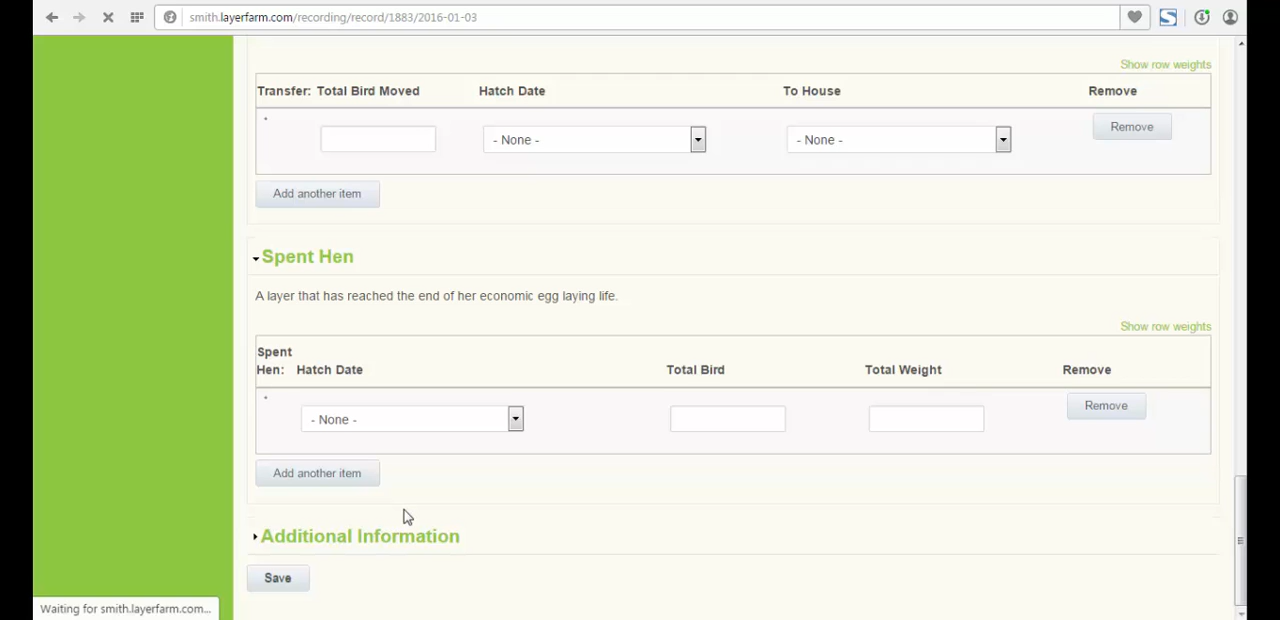 smith.layerfarm.com/recording/record/1883/2016-01-03
Show row weights
Transfer: Total Bird Moved Hatch Date To House Remove
* - None - - None - Remove
Add another item
Spent Hen
A layer that has reached the end of her economic egg laying life.
Show row weights
Spent
Hen: Hatch Date Total Bird Total Weight Remove
* - None - Remove
Add another item
Additional Information
Save
Waiting for smith.layerfarm.com...